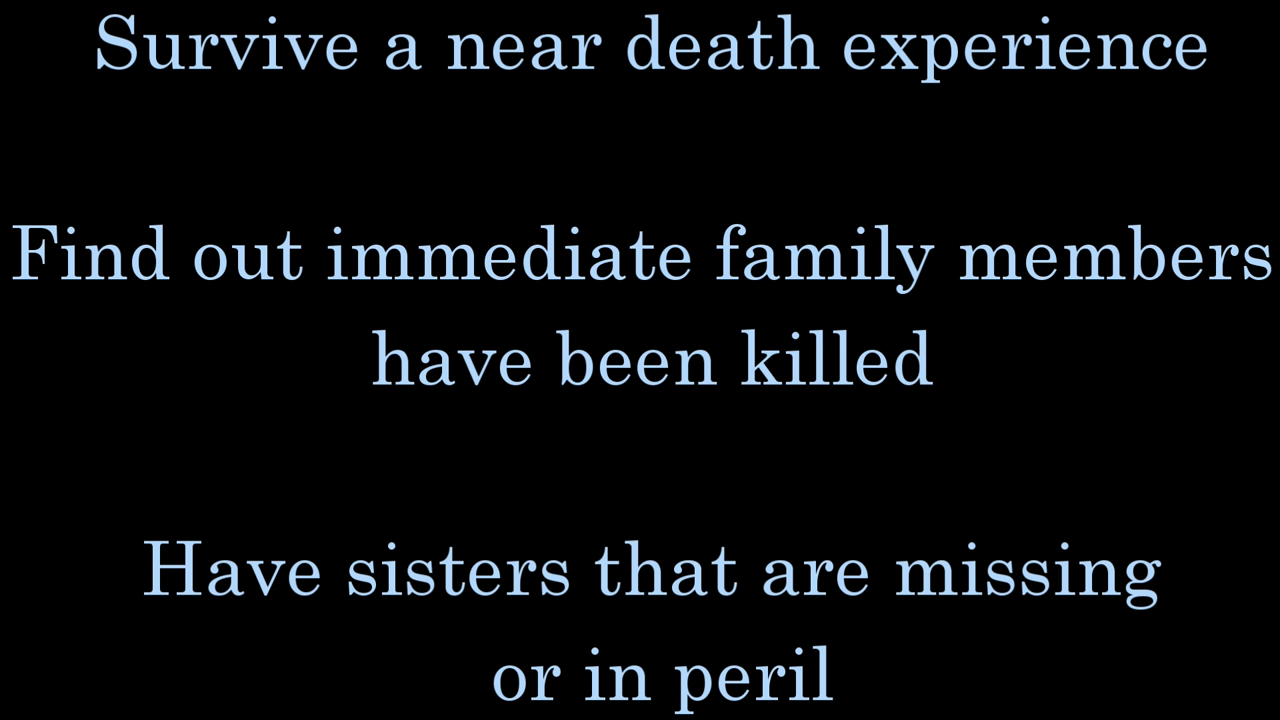 Survive a near death experience
Find out immediate family members
have been killed
Have sisters that are missing
or in peril